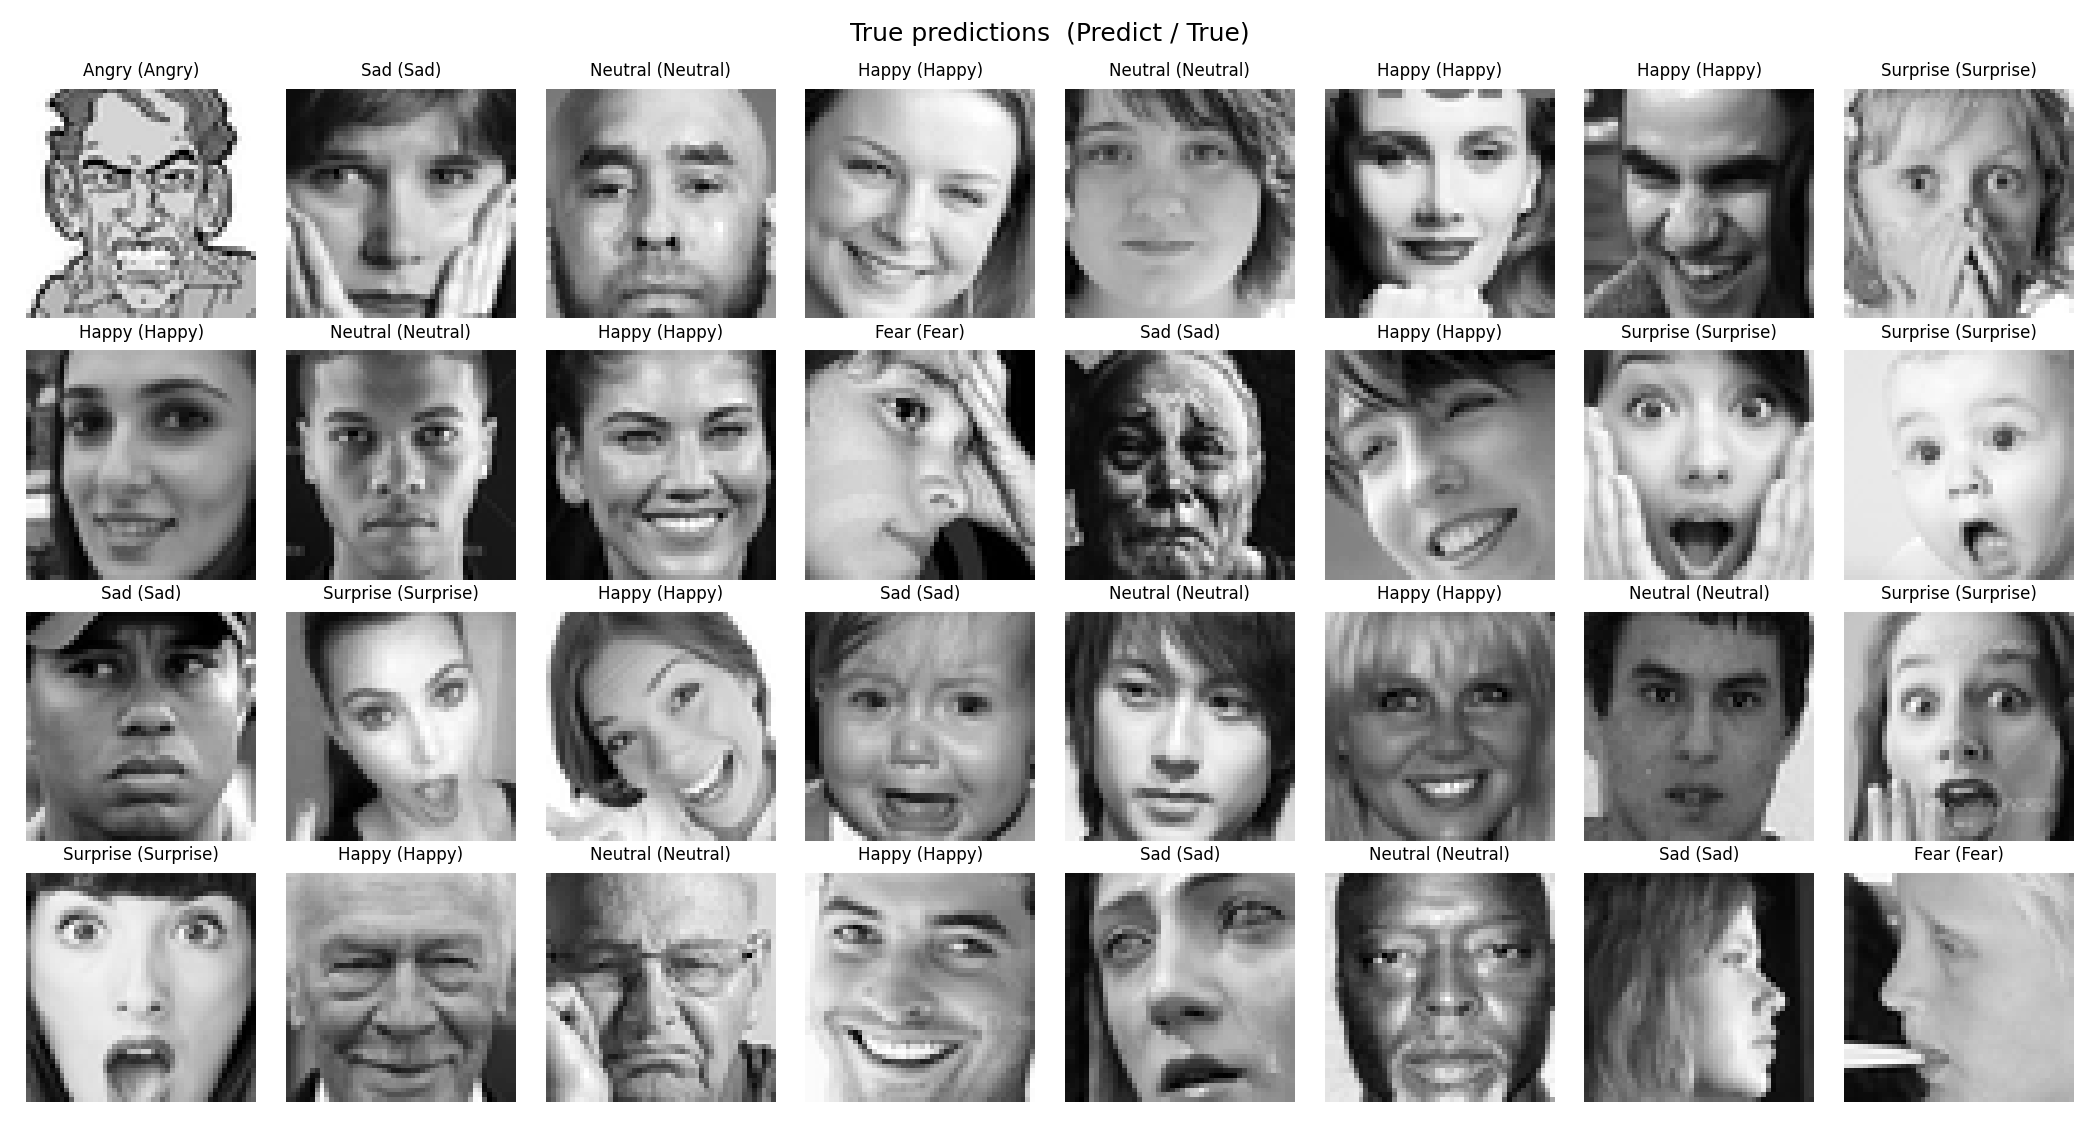 True predictions  (Predict / True)
Angry (Angry) Sad (Sad) Neutral (Neutral) Happy (Happy) Neutral (Neutral) Happy (Happy) Happy (Happy) Surprise (Surprise)
Happy (Happy) Neutral (Neutral) Happy (Happy) Fear (Fear) Sad (Sad) Happy (Happy) Surprise (Surprise) Surprise (Surprise)
Sad (Sad) Surprise (Surprise) Happy (Happy) Sad (Sad) Neutral (Neutral) Happy (Happy) Neutral (Neutral) Surprise (Surprise)
Surprise (Surprise) Happy (Happy) Neutral (Neutral) Happy (Happy) Sad (Sad) Neutral (Neutral) Sad (Sad) Fear (Fear)